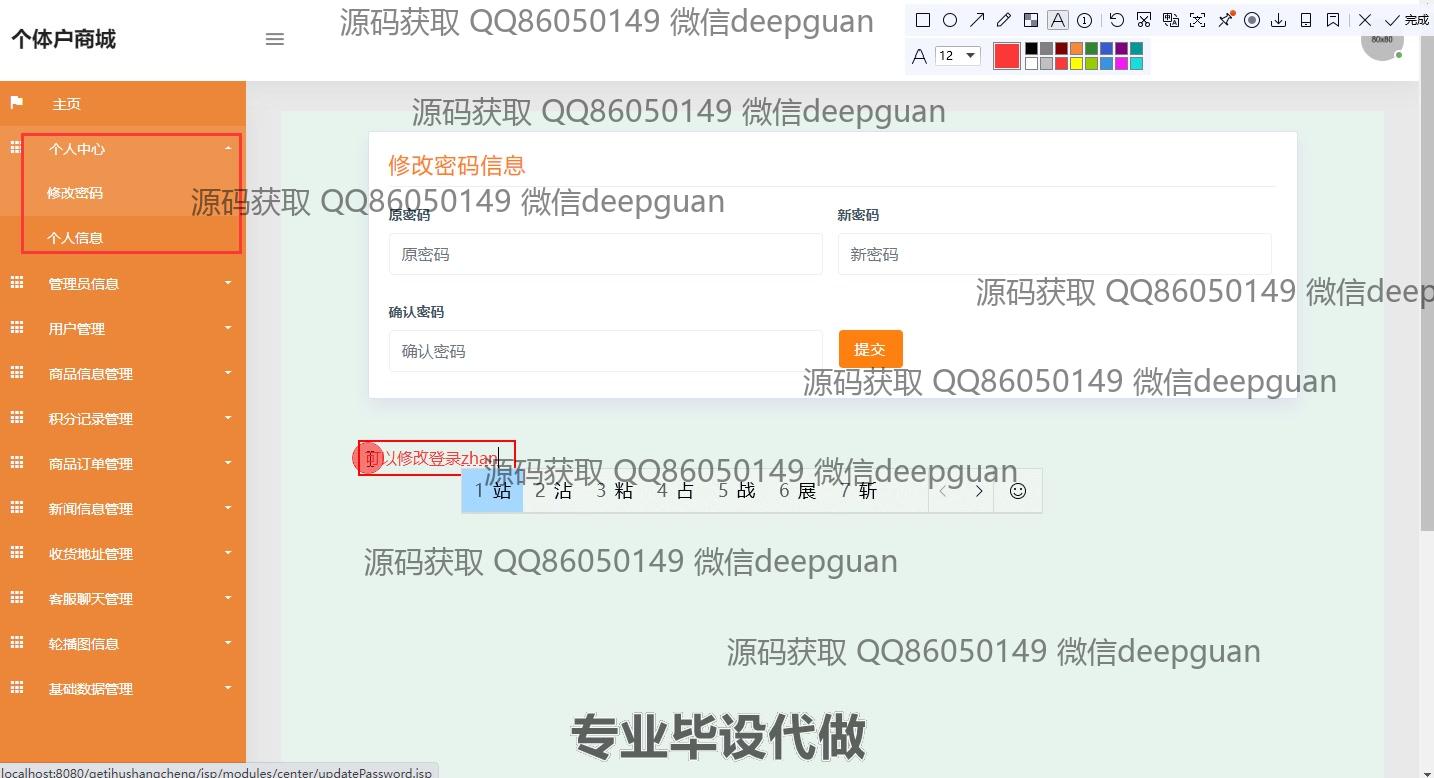 源码获取 QQ86050149 微信deepguan
个体户商城
12
完成
80x80
主页
源码获取 QQ86050149 微信deepguan
个人中心
修改密码信息
修改密码
源码获取 QQ86050149 微信deepguan
原密码
新密码
个人信息
原密码
新密码
管理员信息
源码获取 QQ86050149 微信deep
确认密码
用户管理
确认密码
提交
商品信息管理
源码获取 QQ86050149 微信deepguan
积分记录管理
可以修改登录zhan
商品订单管理
源码获取 QQ86050149 微信deepguan
1 站 2 沾 3 粘 4 占 5 战 6 展 7 斩
新闻信息管理
收货地址管理
源码获取 QQ86050149 微信deepguan
客服聊天管理
轮播图信息
源码获取 QQ86050149 微信deepguan
基础数据管理
专业毕设代做
localhost:8080/getihushangcheng/jsp/modules/center/updatePassword.jsp